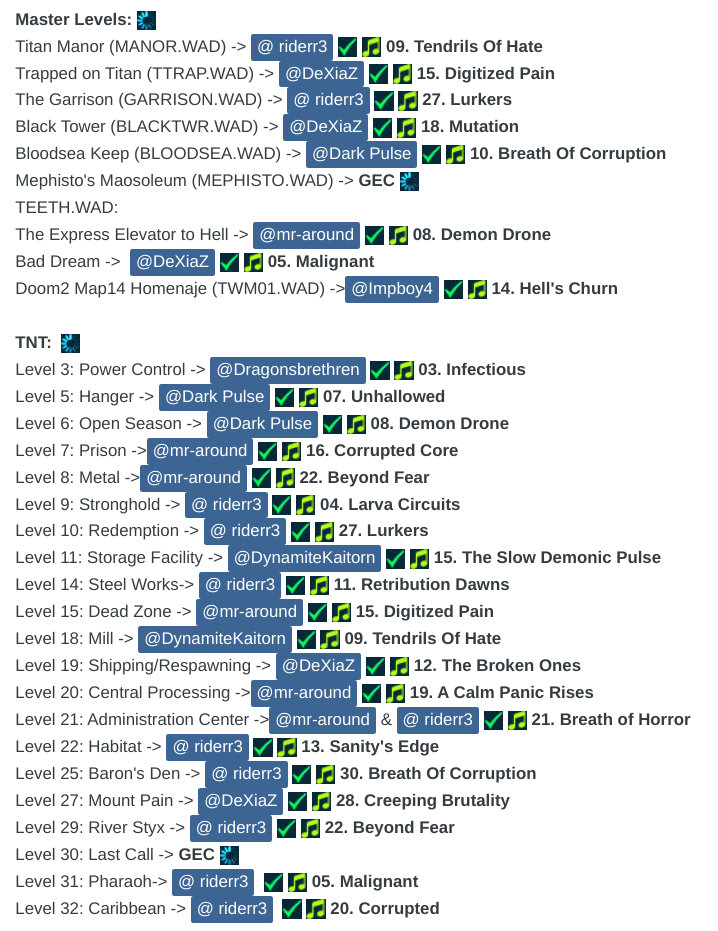 Master Levels:
Titan Manor (MANOR.WAD) -> @ riderr3 09. Tendrils Of Hate
Trapped on Titan (TTRAP.WAD) -> @DeXiaZ 15. Digitized Pain
The Garrison (GARRISON.WAD) -> @ riderr3 27. Lurkers
Black Tower (BLACKTWR.WAD) -> @DeXiaZ 18. Mutation
Bloodsea Keep (BLOODSEA.WAD) -> @Dark Pulse 10. Breath Of Corruption
Mephisto's Maosoleum (MEPHISTO.WAD) -> GEC
TEETH.WAD:
The Express Elevator to Hell -> @mr-around 08. Demon Drone
Bad Dream -> @DeXiaZ 05. Malignant
Doom2 Map14 Homenaje (TWM01.WAD) ->@Impboy4 14. Hell's Churn
TNT:
Level 3: Power Control -> @Dragonsbrethren 03. Infectious
Level 5: Hanger -> @Dark Pulse 07. Unhallowed
Level 6: Open Season -> @Dark Pulse 08. Demon Drone
Level 7: Prison ->@mr-around 16. Corrupted Core
Level 8: Metal ->@mr-around 22. Beyond Fear
Level 9: Stronghold -> @ riderr3 04. Larva Circuits
Level 10: Redemption -> @ riderr3 27. Lurkers
Level 11: Storage Facility -> @DynamiteKaitorn 15. The Slow Demonic Pulse
Level 14: Steel Works-> @ riderr3 11. Retribution Dawns
Level 15: Dead Zone -> @mr-around 15. Digitized Pain
Level 18: Mill -> @DynamiteKaitorn 09. Tendrils Of Hate
Level 19: Shipping/Respawning -> @DeXiaZ 12. The Broken Ones
Level 20: Central Processing ->@mr-around 19. A Calm Panic Rises
Level 21: Administration Center ->@mr-around & @ riderr3 21. Breath of Horror
Level 22: Habitat -> @ riderr3 13. Sanity's Edge
Level 25: Baron's Den -> @ riderr3 30. Breath Of Corruption
Level 27: Mount Pain -> @DeXiaZ 28. Creeping Brutality
Level 29: River Styx -> @ riderr3 22. Beyond Fear
Level 30: Last Call -> GEC
Level 31: Pharaoh-> @ riderr3 05. Malignant
Level 32: Caribbean -> @ riderr3 20. Corrupted